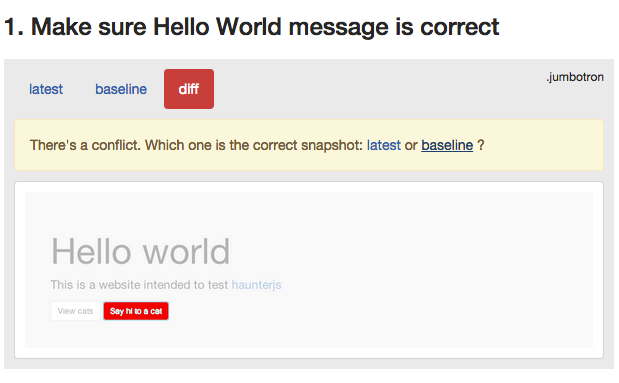 1. Make sure Hello World message is correct
latest baseline diff .jumbotron
There's a conflict. Which one is the correct snapshot: latest or baseline ?
Hello world
This is a website intended to test haunterjs
View cats Say hi to a cat